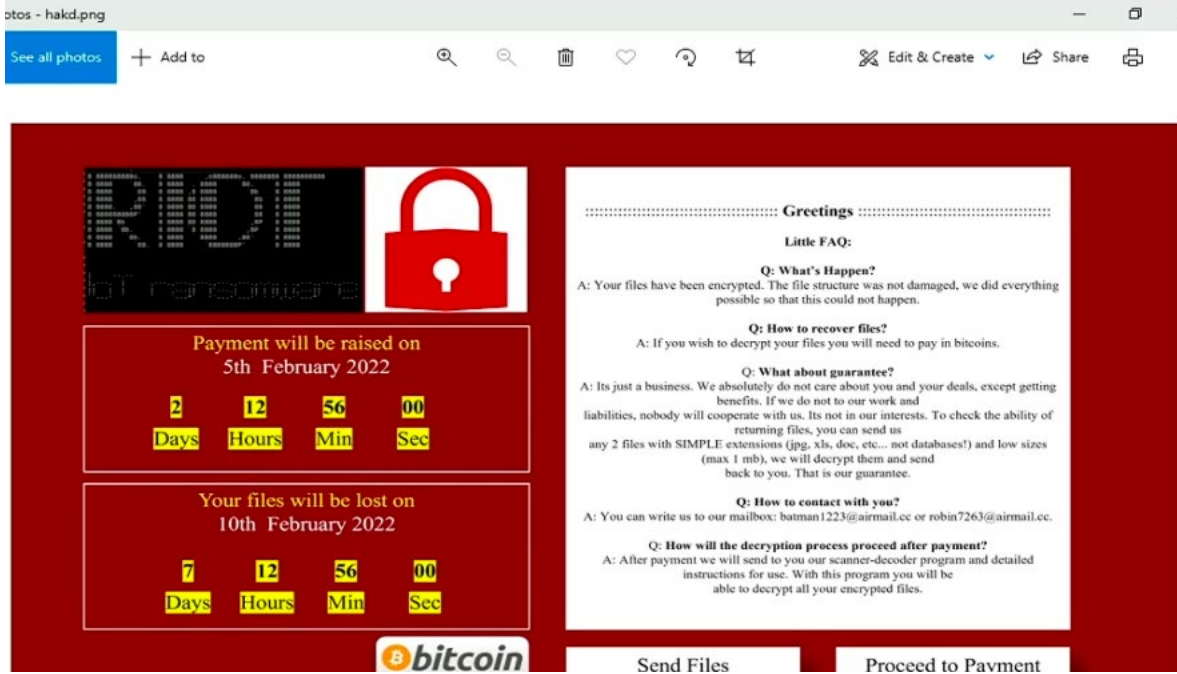 otos - hakd.png
See all photos
Add to
Edit & Create
Share
R4IoT
IoT ransomware
Payment will be raised on
5th February 2022
2 12 56 00
Days Hours Min Sec
Your files will be lost on
10th February 2022
7 12 56 00
Days Hours Min Sec
bitcoin
:::::::::::::::::::::::::::::::::::::: Greetings ::::::::::::::::::::::::::::::::::::::
Little FAQ:
Q: What's Happen?
A: Your files have been encrypted. The file structure was not damaged, we did everything
possible so that this could not happen.
Q: How to recover files?
A: If you wish to decrypt your files you will need to pay in bitcoins.
Q: What about guarantee?
A: Its just a business. We absolutely do not care about you and your deals, except getting
benefits. If we do not to our work and
liabilities, nobody will cooperate with us. Its not in our interests. To check the ability of
returning files, you can send us
any 2 files with SIMPLE extensions (jpg, xls, doc, etc... not databases!) and low sizes
(max 1 mb), we will decrypt them and send
back to you. That is our guarantee.
Q: How to contact with you?
A: You can write us to our mailbox: batman1223@airmail.cc or robin7263@airmail.cc.
Q: How will the decryption process proceed after payment?
A: After payment we will send to you our scanner-decoder program and detailed
instructions for use. With this program you will be
able to decrypt all your encrypted files.
Send Files
Proceed to Payment